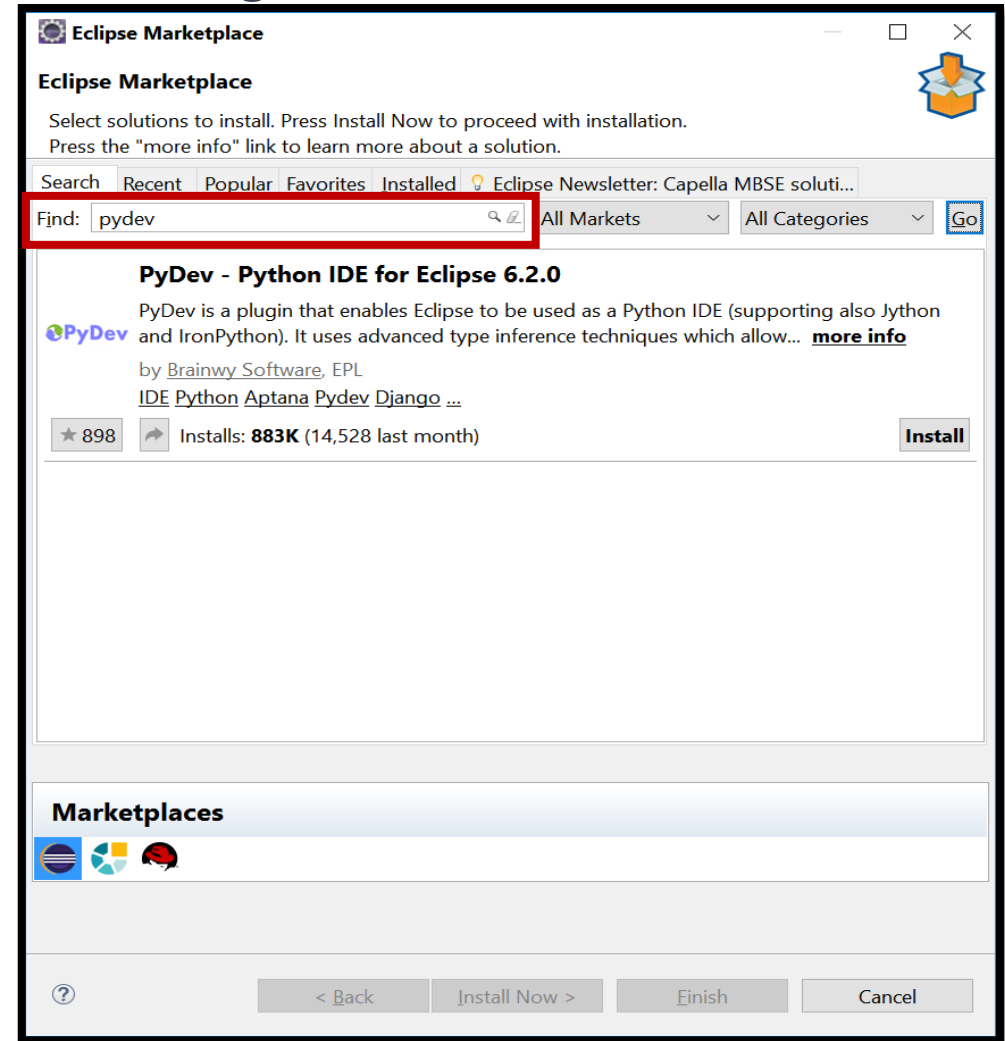 Eclipse Marketplace
Eclipse Marketplace
Select solutions to install. Press Install Now to proceed with installation.
Press the "more info" link to learn more about a solution.
Search Recent Popular Favorites Installed Eclipse Newsletter: Capella MBSE soluti...
Find: pydev All Markets All Categories Go
PyDev - Python IDE for Eclipse 6.2.0
PyDev is a plugin that enables Eclipse to be used as a Python IDE (supporting also Jython
PyDev and IronPython). It uses advanced type inference techniques which allow... more info
by Brainwy Software, EPL
IDE Python Aptana Pydev Django ...
898 Installs: 883K (14,528 last month) Install
Marketplaces
? < Back Install Now > Finish Cancel